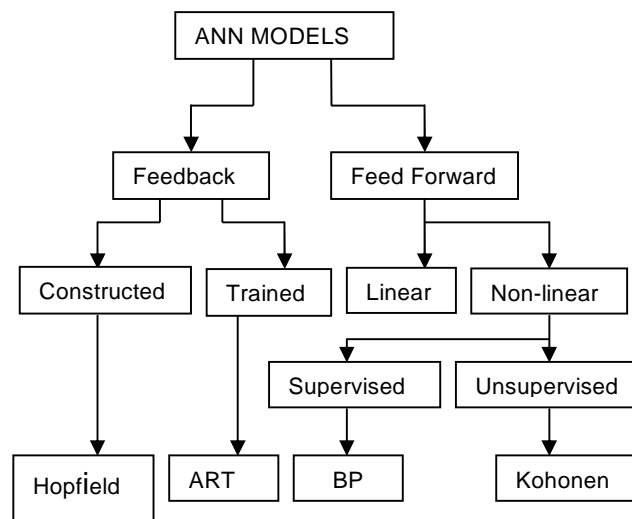 ANN MODELS
Feedback
Feed Forward
Constructed
Trained
Linear
Non-linear
Supervised
Unsupervised
Hopfield
ART
BP
Kohonen